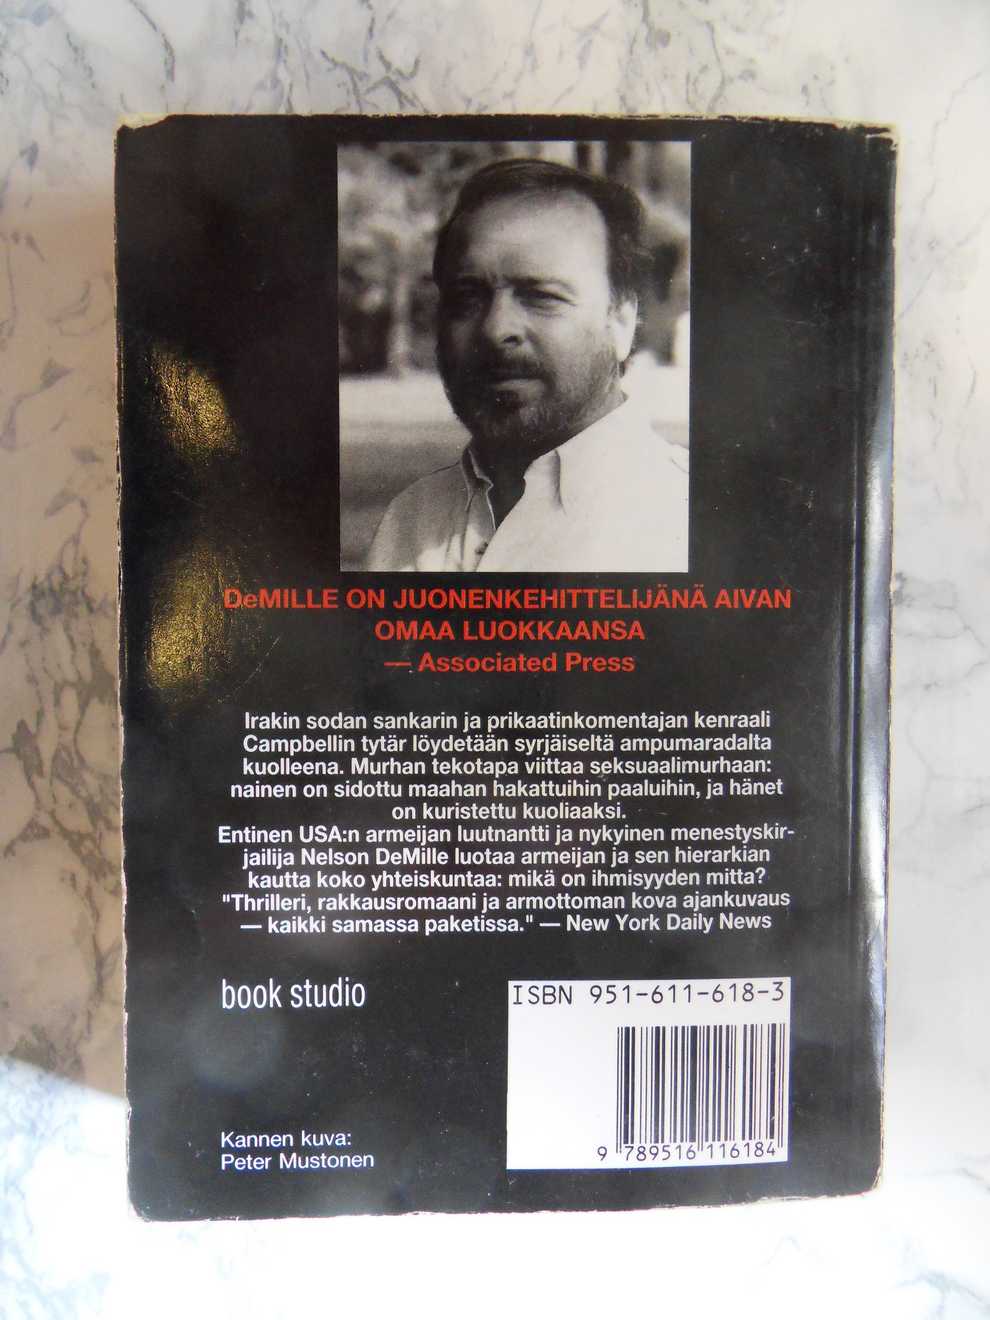 DeMILLE ON JUONENKEHITTELIJÄNÄ AIVAN
OMAA LUOKKAANSA
— Associated Press
Irakin sodan sankarin ja prikaatinkomentajan kenraali
Campbellin tytär löydetään syrjäiseltä ampumaradalta
kuolleena. Murhan tekotapa viittaa seksuaalimurhaan:
nainen on sidottu maahan hakattuihin paaluihin, ja hänet
on kuristettu kuoliaaksi.
Entinen USA:n armeijan luutnantti ja nykyinen menestyskir-
jailija Nelson DeMille luotaa armeijan ja sen hierarkian
kautta koko yhteiskuntaa: mikä on ihmisyyden mitta?
"Thrilleri, rakkausromaani ja armottoman kova ajankuvaus
— kaikki samassa paketissa." — New York Daily News
book studio
ISBN 951-611-618-3
9 789516 116184
Kannen kuva:
Peter Mustonen